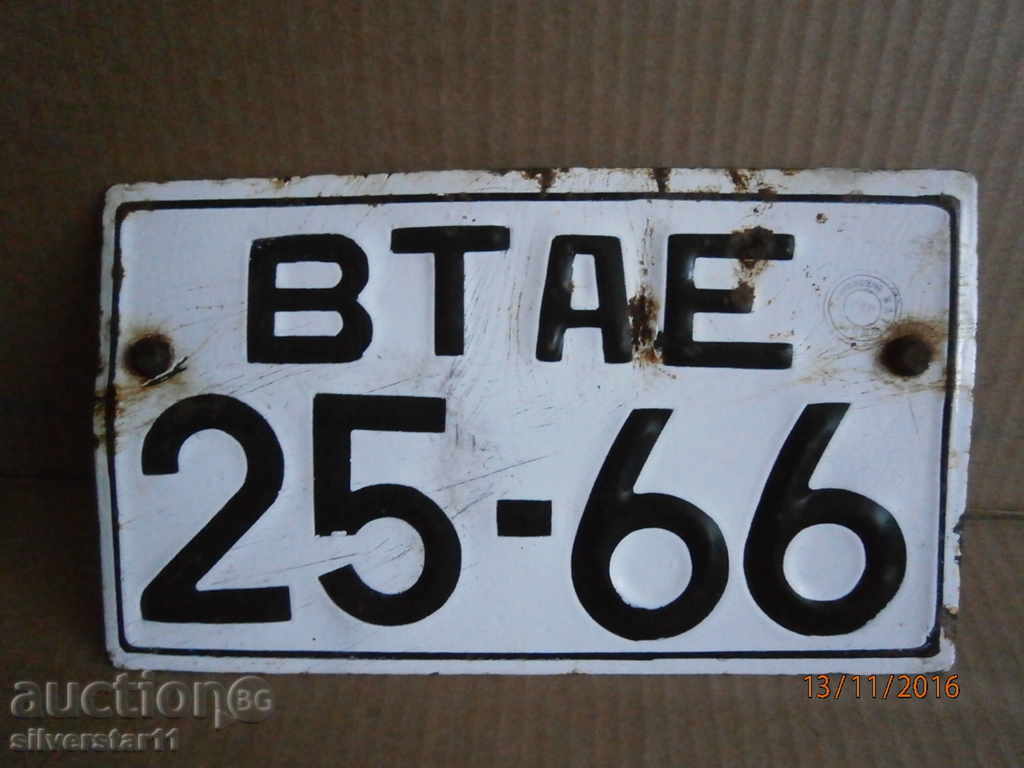 ВТАЕ
25-66
13/11/2016
auctionBG
silverstar11